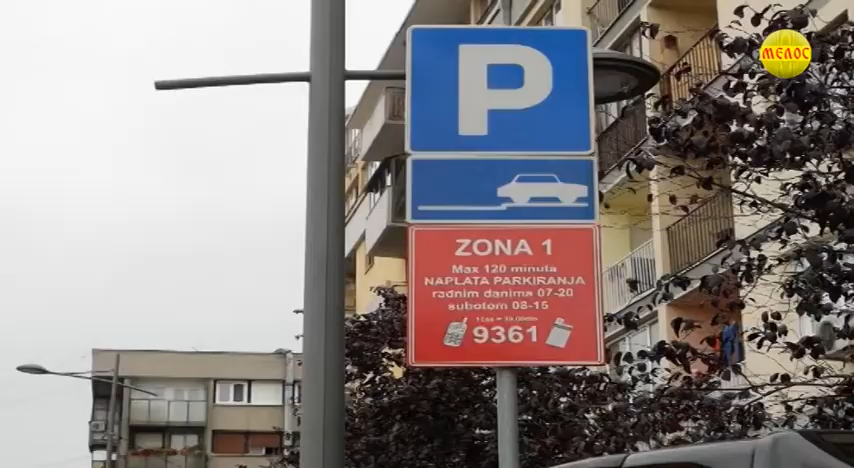 МЕЛОС
P
ZONA 1
Max 120 minuta
NAPLATA PARKIRANJA
radnim danima 07-20
subotom 08-15
9361